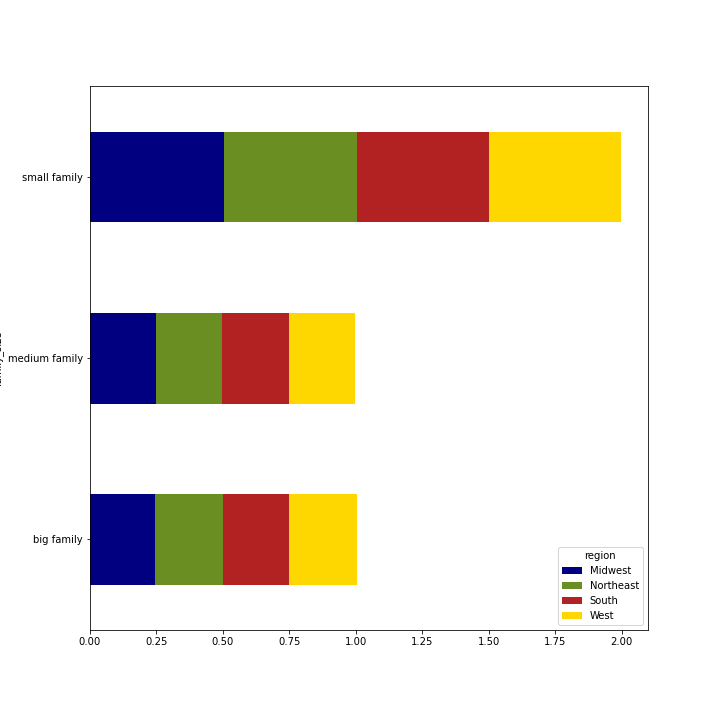 small family
medium family
big family
0.00 0.25 0.50 0.75 1.00 1.25 1.50 1.75 2.00
region
Midwest
Northeast
South
West